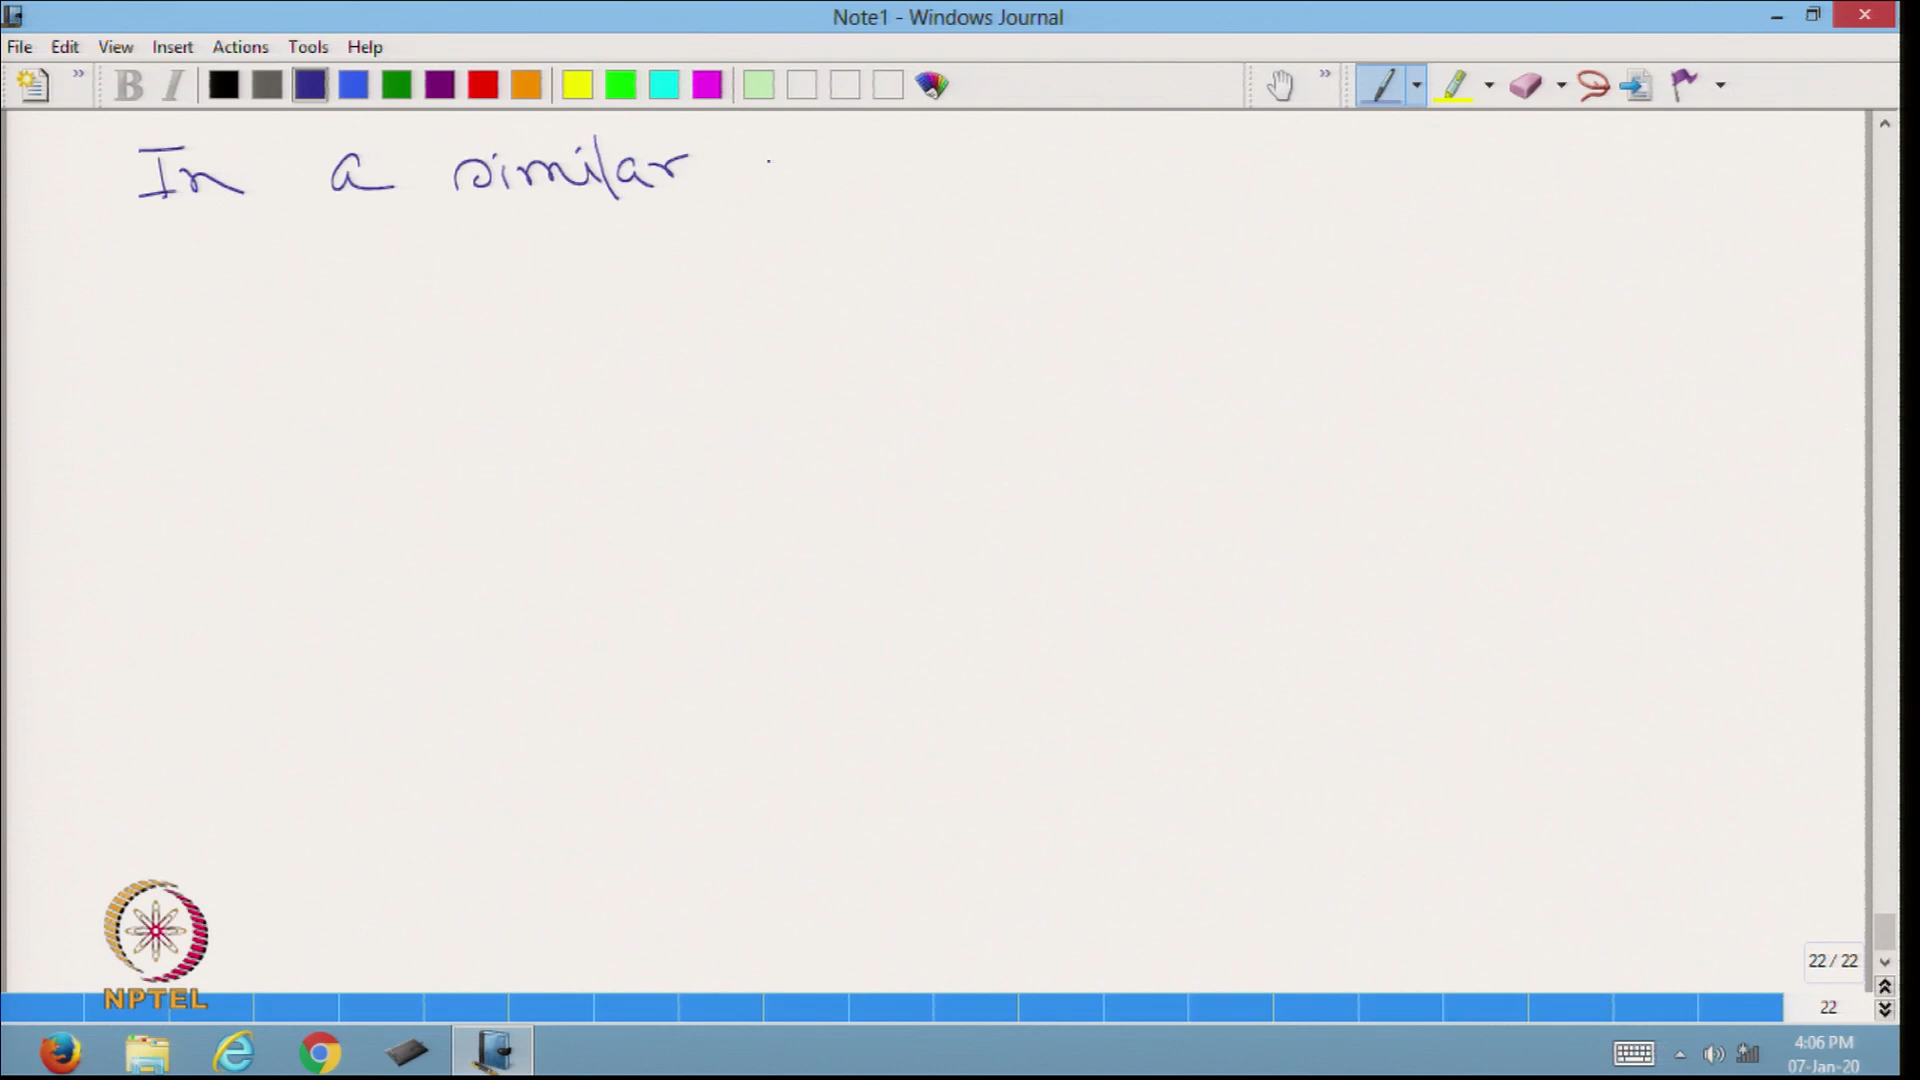 Note1 - Windows Journal
File Edit View Insert Actions Tools Help
B I
In a similar
22 / 22
NPTEL
22
4:06 PM
07-Jan-20